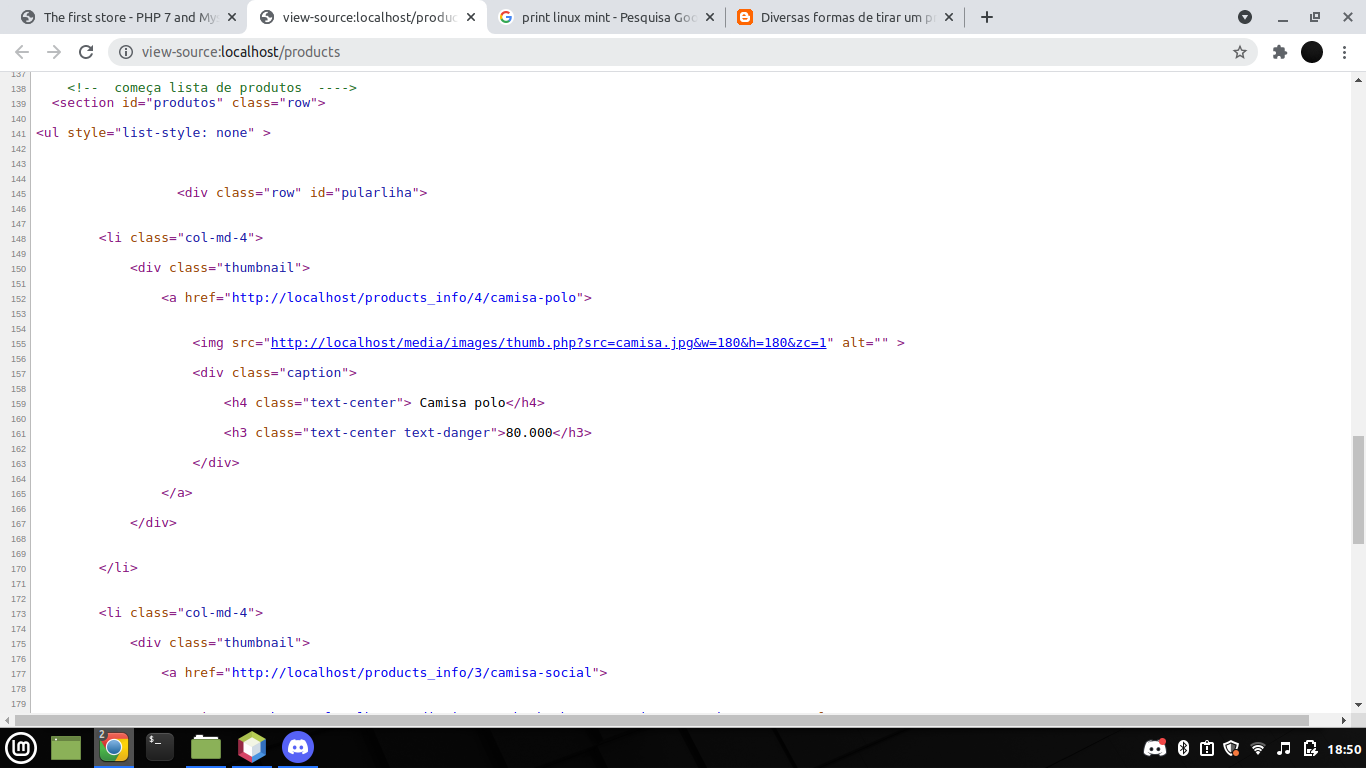 The first store - PHP 7 and My
view-source:localhost/produc
print linux mint - Pesquisa Goo
Diversas formas de tirar um p
view-source:localhost/products
137
138 <!-- começa lista de produtos ---->
139 <section id="produtos" class="row">
140
141 <ul style="list-style: none" >
142
143
144
145 <div class="row" id="pularliha">
146
147
148 <li class="col-md-4">
149
150 <div class="thumbnail">
151
152 <a href="http://localhost/products_info/4/camisa-polo">
153
154
155 <img src="http://localhost/media/images/thumb.php?src=camisa.jpg&w=180&h=180&zc=1" alt="" >
156
157 <div class="caption">
158
159 <h4 class="text-center"> Camisa polo</h4>
160
161 <h3 class="text-center text-danger">80.000</h3>
162
163 </div>
164
165 </a>
166
167 </div>
168
169
170 </li>
171
172
173 <li class="col-md-4">
174
175 <div class="thumbnail">
176
177 <a href="http://localhost/products_info/3/camisa-social">
178
179
2
$_
18:50